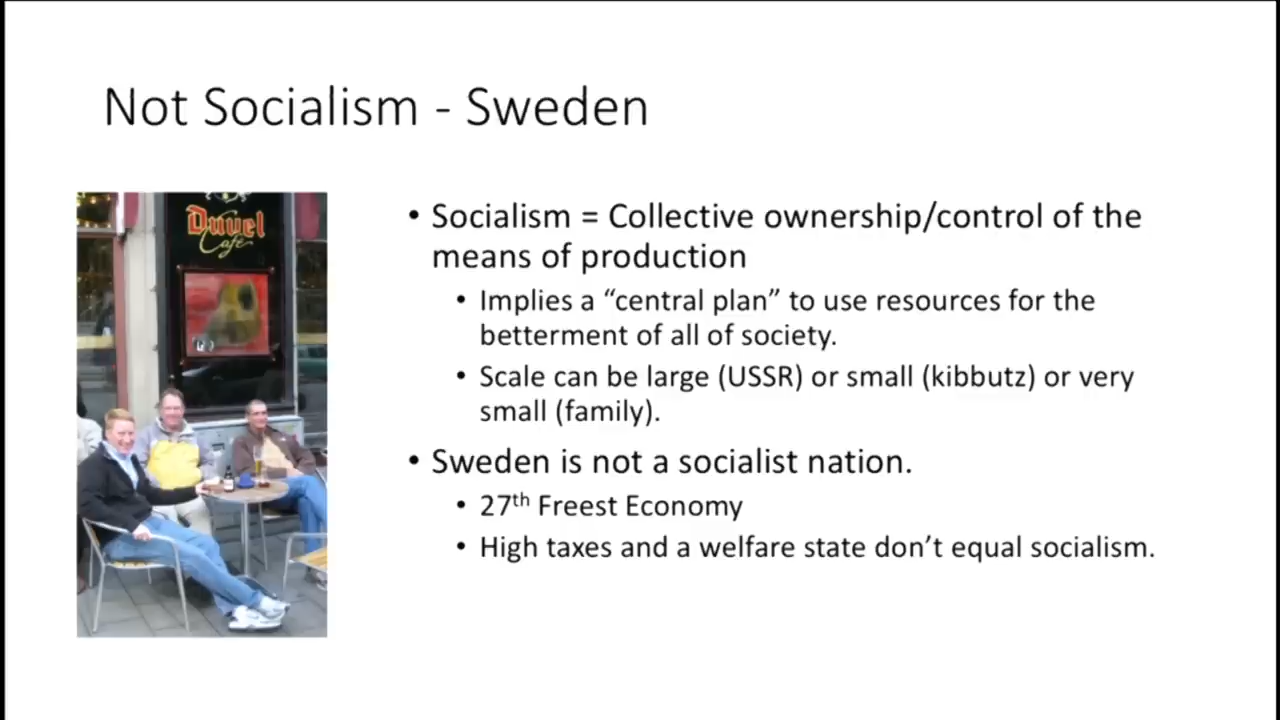 Not Socialism - Sweden
Duvel
Café
• Socialism = Collective ownership/control of the
means of production
• Implies a “central plan” to use resources for the
betterment of all of society.
• Scale can be large (USSR) or small (kibbutz) or very
small (family).
• Sweden is not a socialist nation.
• 27th Freest Economy
• High taxes and a welfare state don’t equal socialism.